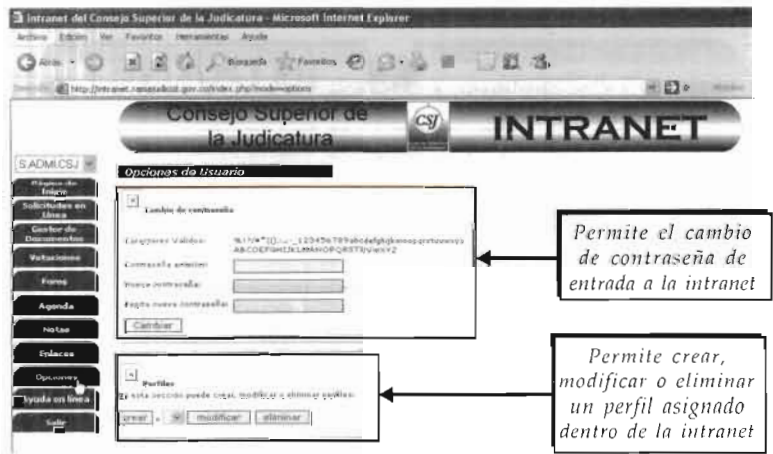 Intranet del Consejo Superior de la Judicatura - Microsoft Internet Explorer
Archivo Edición Ver Favoritos Herramientas Ayuda
Atrás Búsqueda Favoritos
Consejo Superior de
la Judicatura
CSJ
INTRANET
S.ADMI.CSJ
Página de
Inicio
Solicitudes en
Línea
Gestor de
Documentos
Votaciones
Foros
Agenda
Notas
Enlaces
Opciones
Ayuda en línea
Salir
Opciones de Usuario
Cambio de contraseña
Caracteres Validos:
Contraseña anterior:
Nueva contraseña:
Repita nueva contraseña:
Cambiar
Perfiles
En esta sección puede crear, modificar o eliminar perfiles:
crear modificar eliminar
Permite el cambio
de contraseña de
entrada a la intranet
Permite crear,
modificar o eliminar
un perfil asignado
dentro de la intranet